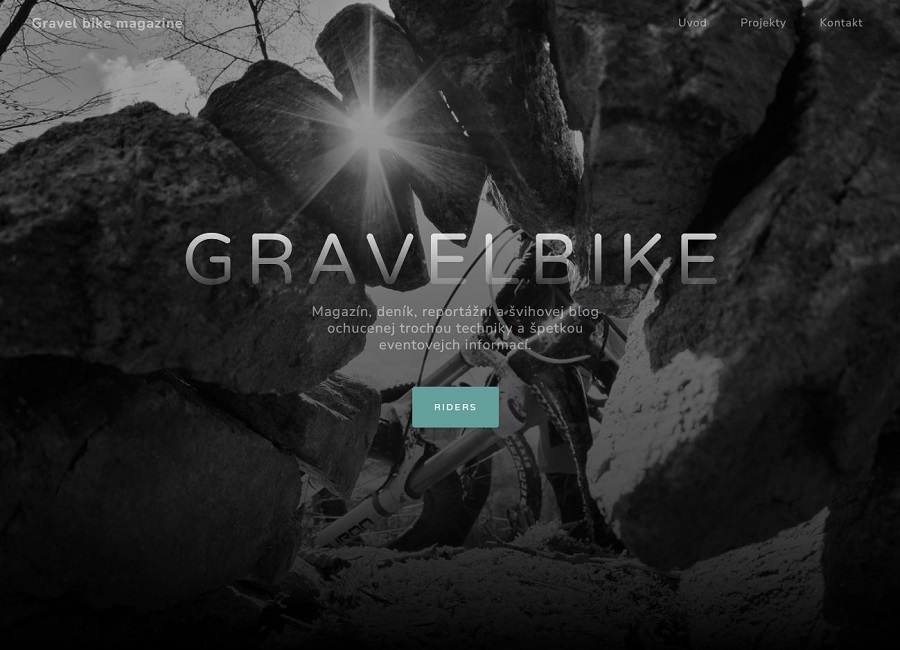 Gravel bike magazine
Uvod Projekty Kontakt
GRAVELBIKE
Magazín, deník, reportážní a švihovej blog
ochucenej trochou techniky a špetkou
eventovejch informací.
RIDERS